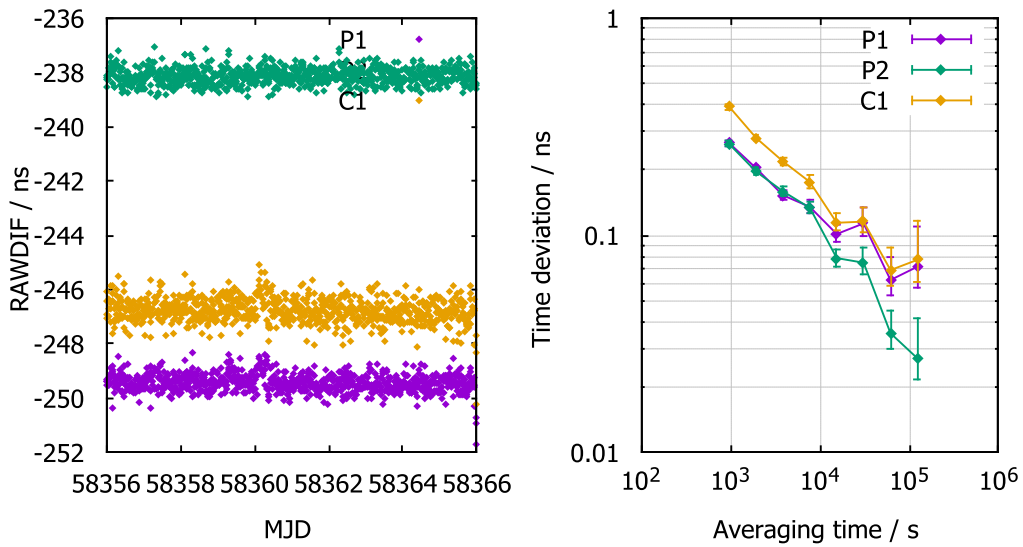 -236
-238
-240
-242
-244
-246
-248
-250
-252
RAWDIF / ns
58356
58358
58360
58362
58364
58366
MJD
P1
C1
1
0.1
0.01
Time deviation / ns
10²
10³
10⁴
10⁵
10⁶
Averaging time / s
P1
P2
C1